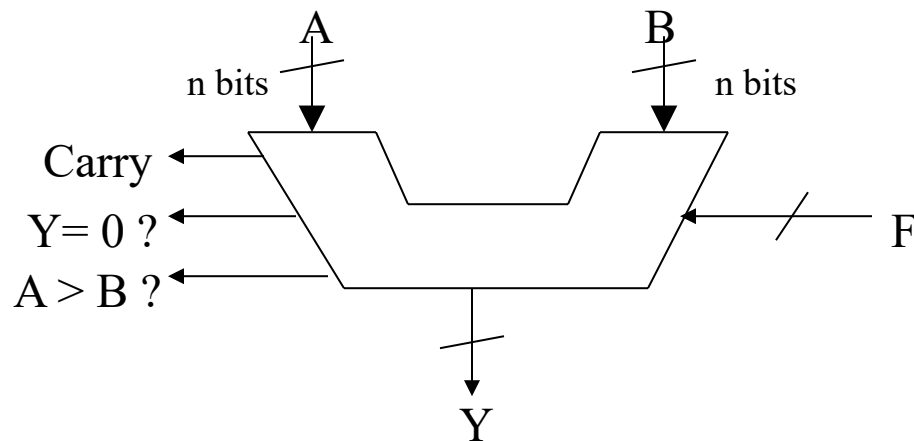 A B
n bits n bits
Carry
Y= 0 ?
F
A > B ?
Y